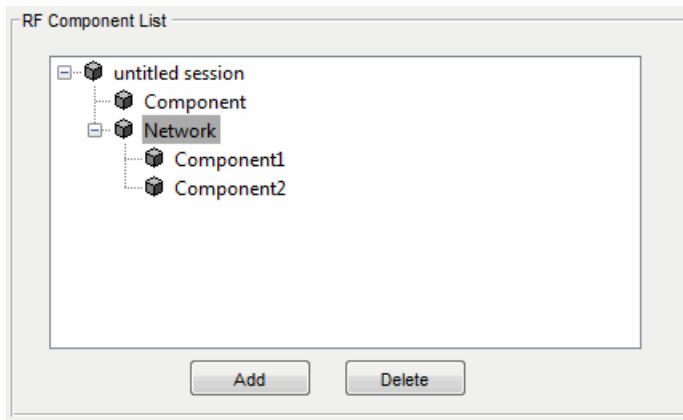 RF Component List
untitled session
Component
Network
Component1
Component2
Add Delete